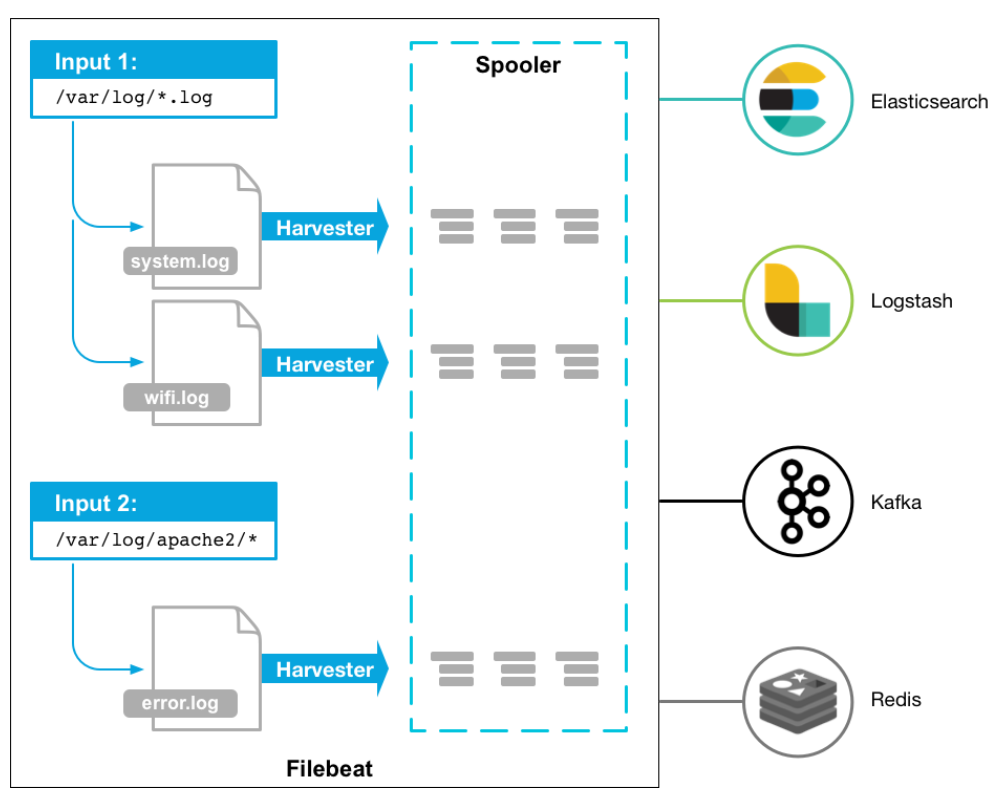 Input 1:
/var/log/*.log
Spooler
system.log
Harvester
wifi.log
Harvester
Input 2:
/var/log/apache2/*
error.log
Harvester
Filebeat
Elasticsearch
Logstash
Kafka
Redis